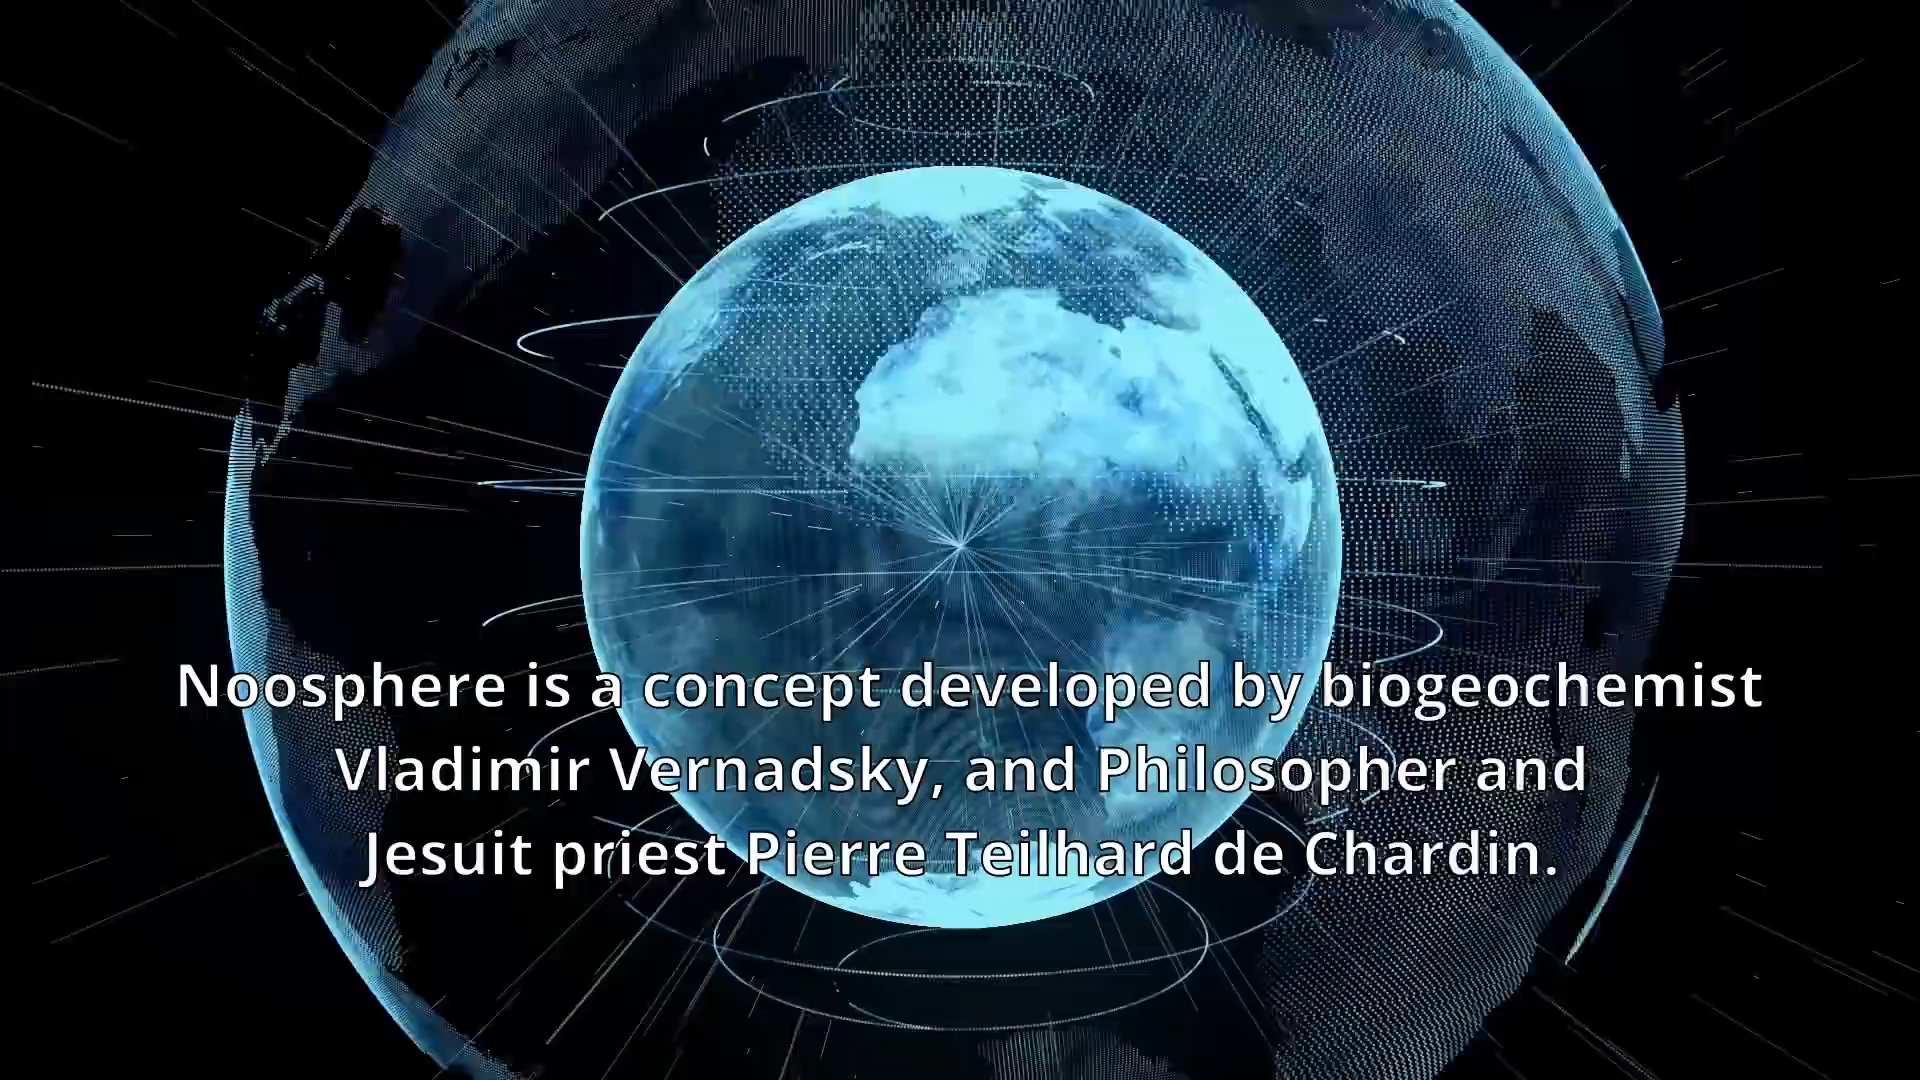 Noosphere is a concept developed by biogeochemist
Vladimir Vernadsky, and Philosopher and
Jesuit priest Pierre Teilhard de Chardin.